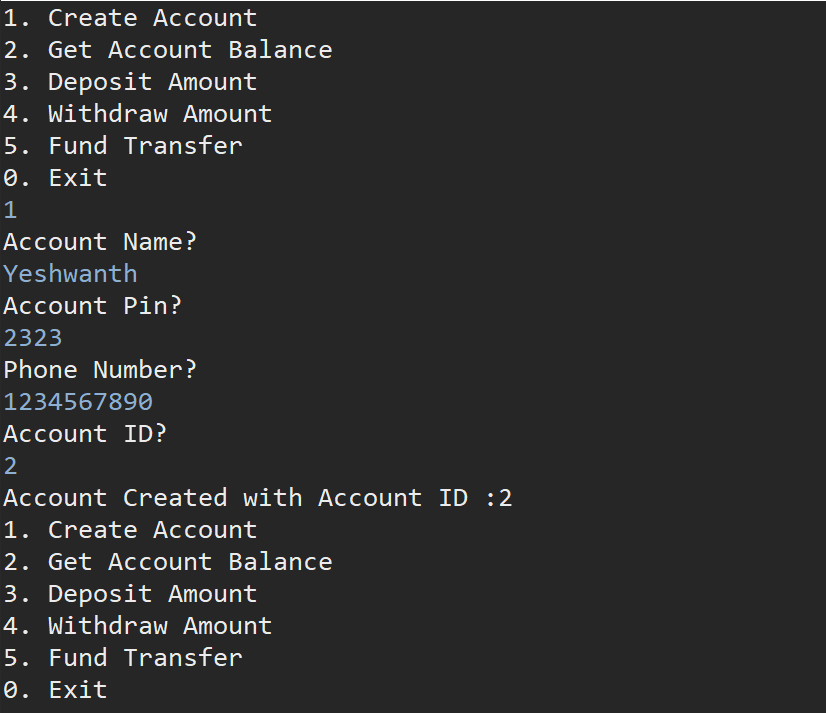 1. Create Account
2. Get Account Balance
3. Deposit Amount
4. Withdraw Amount
5. Fund Transfer
0. Exit
1
Account Name?
Yeshwanth
Account Pin?
2323
Phone Number?
1234567890
Account ID?
2
Account Created with Account ID :2
1. Create Account
2. Get Account Balance
3. Deposit Amount
4. Withdraw Amount
5. Fund Transfer
0. Exit